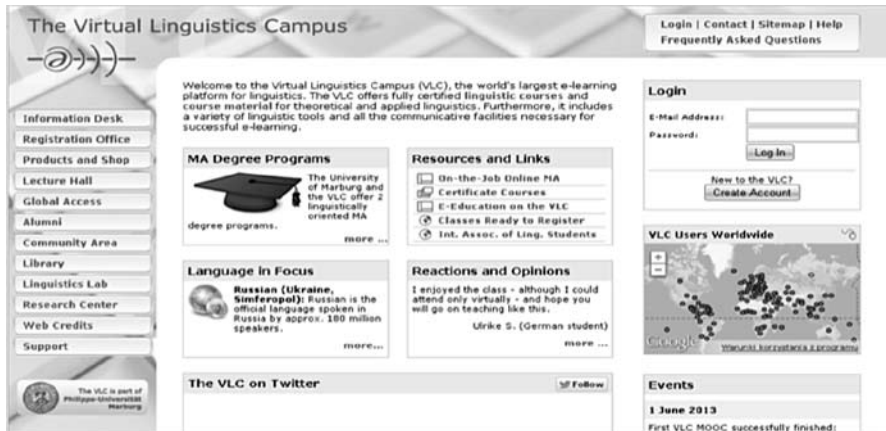 The Virtual Linguistics Campus
Login | Contact | Sitemap | Help
Frequently Asked Questions
Information Desk
Registration Office
Products and Shop
Lecture Hall
Global Access
Alumni
Community Area
Library
Linguistics Lab
Research Center
Web Credits
Support
The VLC is part of
Philipps-Universität
Marburg
Welcome to the Virtual Linguistics Campus (VLC), the world's largest e-learning
platform for linguistics. The VLC offers fully certified linguistic courses and
course material for theoretical and applied linguistics. Furthermore, it includes
a variety of linguistic tools and all the communicative facilities necessary for
successful e-learning.
MA Degree Programs
The University
of Marburg and
the VLC offer 2
linguistically
oriented MA
degree programs.
more ...
Resources and Links
On-the-Job Online MA
Certificate Courses
E-Education on the VLC
Classes Ready to Register
Int. Assoc. of Ling. Students
Language in Focus
Russian (Ukraine,
Simferopol): Russian is the
official language spoken in
Russia by approx. 180 million
speakers.
more...
Reactions and Opinions
I enjoyed the class - although I could
attend only virtually - and hope you
will go on teaching like this.
Ulrike S. (German student)
more ...
The VLC on Twitter
Follow
Login
E-Mail Address:
Password:
Log In
New to the VLC?
Create Account
VLC Users Worldwide
+
-
Google
Warunki korzystania z programu
Events
1 June 2013
First VLC MOOC successfully finished: